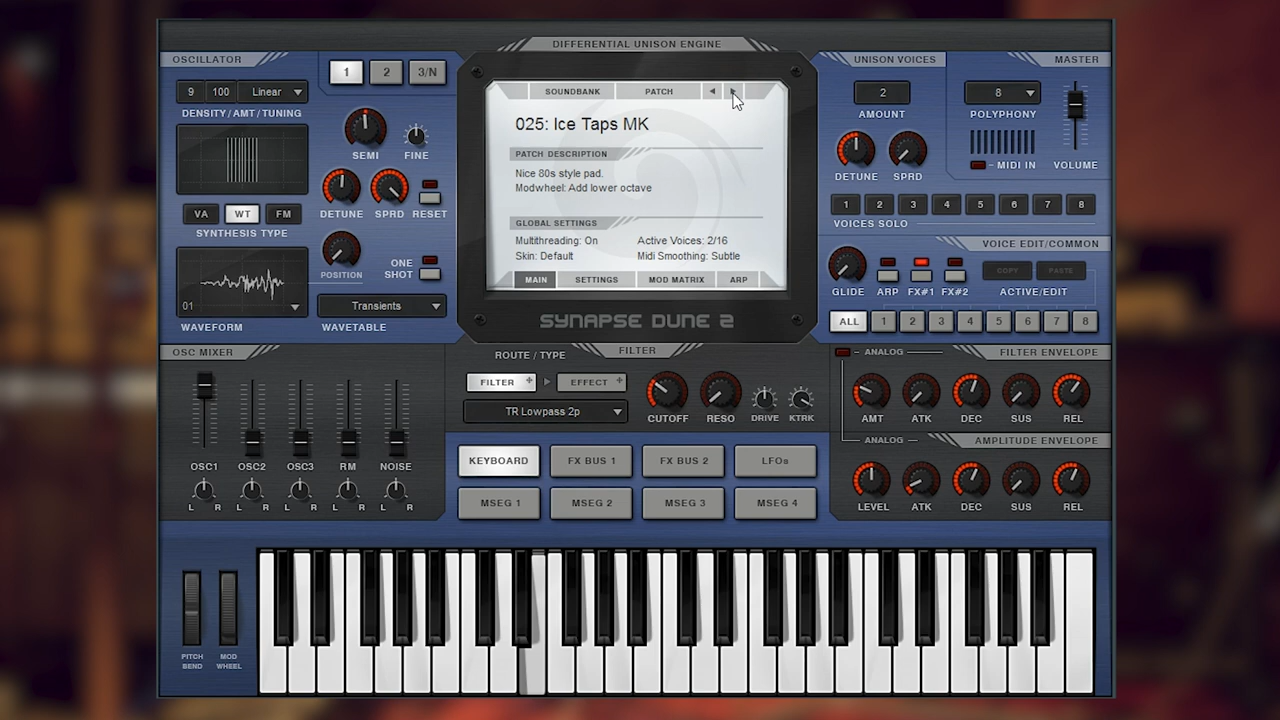 DIFFERENTIAL UNISON ENGINE
OSCILLATOR
1 2 3/N
9 100 Linear
DENSITY / AMT / TUNING
SEMI FINE
VA WT FM
SYNTHESIS TYPE
DETUNE SPRD RESET
POSITION
ONE SHOT
01
WAVEFORM
Transients
WAVETABLE
SOUNDBANK PATCH
025: Ice Taps MK
PATCH DESCRIPTION
Nice 80s style pad.
Modwheel: Add lower octave
GLOBAL SETTINGS
Multithreading: On Active Voices: 2/16
Skin: Default Midi Smoothing: Subtle
MAIN SETTINGS MOD MATRIX ARP
SYNAPSE DUNE 2
UNISON VOICES
2
AMOUNT
DETUNE SPRD
MASTER
8
POLYPHONY
- MIDI IN
VOLUME
1 2 3 4 5 6 7 8
VOICES SOLO
VOICE EDIT/COMMON
GLIDE ARP FX#1 FX#2
COPY PASTE
ACTIVE/EDIT
ALL 1 2 3 4 5 6 7 8
OSC MIXER
OSC1 OSC2 OSC3 RM NOISE
L R L R L R L R L R
ROUTE / TYPE
FILTER
FILTER + EFFECT +
TR Lowpass 2p
CUTOFF RESO DRIVE KTRK
KEYBOARD FX BUS 1 FX BUS 2 LFOs
MSEG 1 MSEG 2 MSEG 3 MSEG 4
- ANALOG -
FILTER ENVELOPE
AMT ATK DEC SUS REL
ANALOG -
AMPLITUDE ENVELOPE
LEVEL ATK DEC SUS REL
PITCH BEND
MOD WHEEL